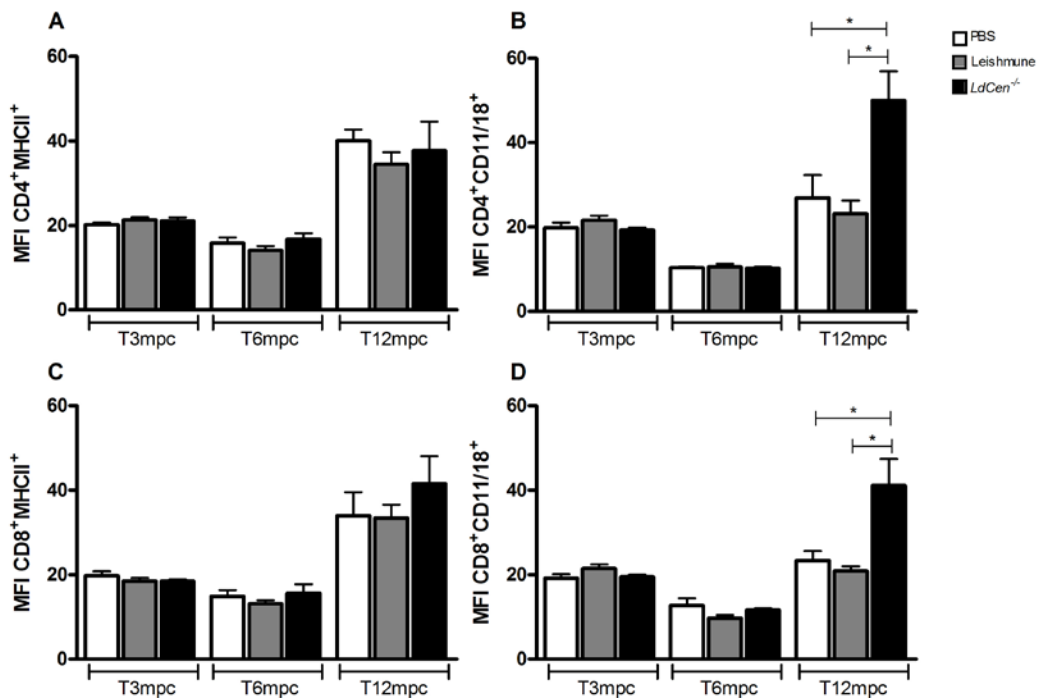 A
MFI CD4⁺MHCII⁺
60
40
20
0
T3mpc T6mpc T12mpc
B
MFI CD4⁺CD11/18⁺
60
40
20
0
* 
*
T3mpc T6mpc T12mpc
PBS
Leishmune
LdCen⁻/⁻
C
MFI CD8⁺MHCII⁺
60
40
20
0
T3mpc T6mpc T12mpc
D
MFI CD8⁺CD11/18⁺
60
40
20
0
*
*
T3mpc T6mpc T12mpc